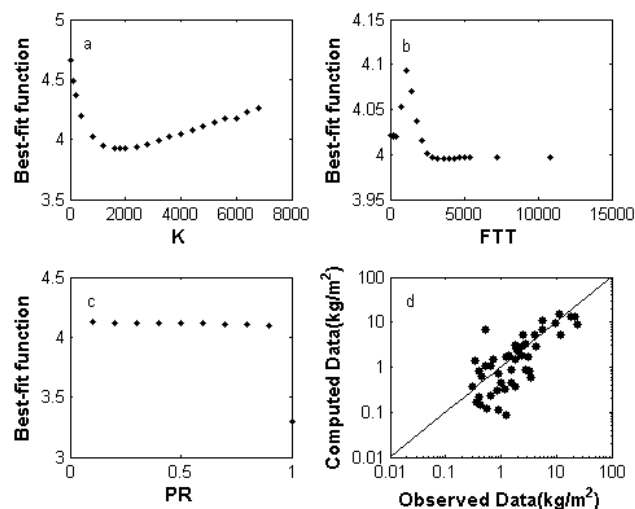 5
4.5
4
3.5
0 2000 4000 6000 8000
K
Best-fit function
a
4.15
4.1
4.05
4
3.95
0 5000 10000 15000
FTT
Best-fit function
b
4.5
4
3.5
3
0 0.5 1
PR
Best-fit function
c
100
10
1
0.1
0.01
0.01 0.1 1 10 100
Observed Data(kg/m²)
Computed Data(kg/m²)
d